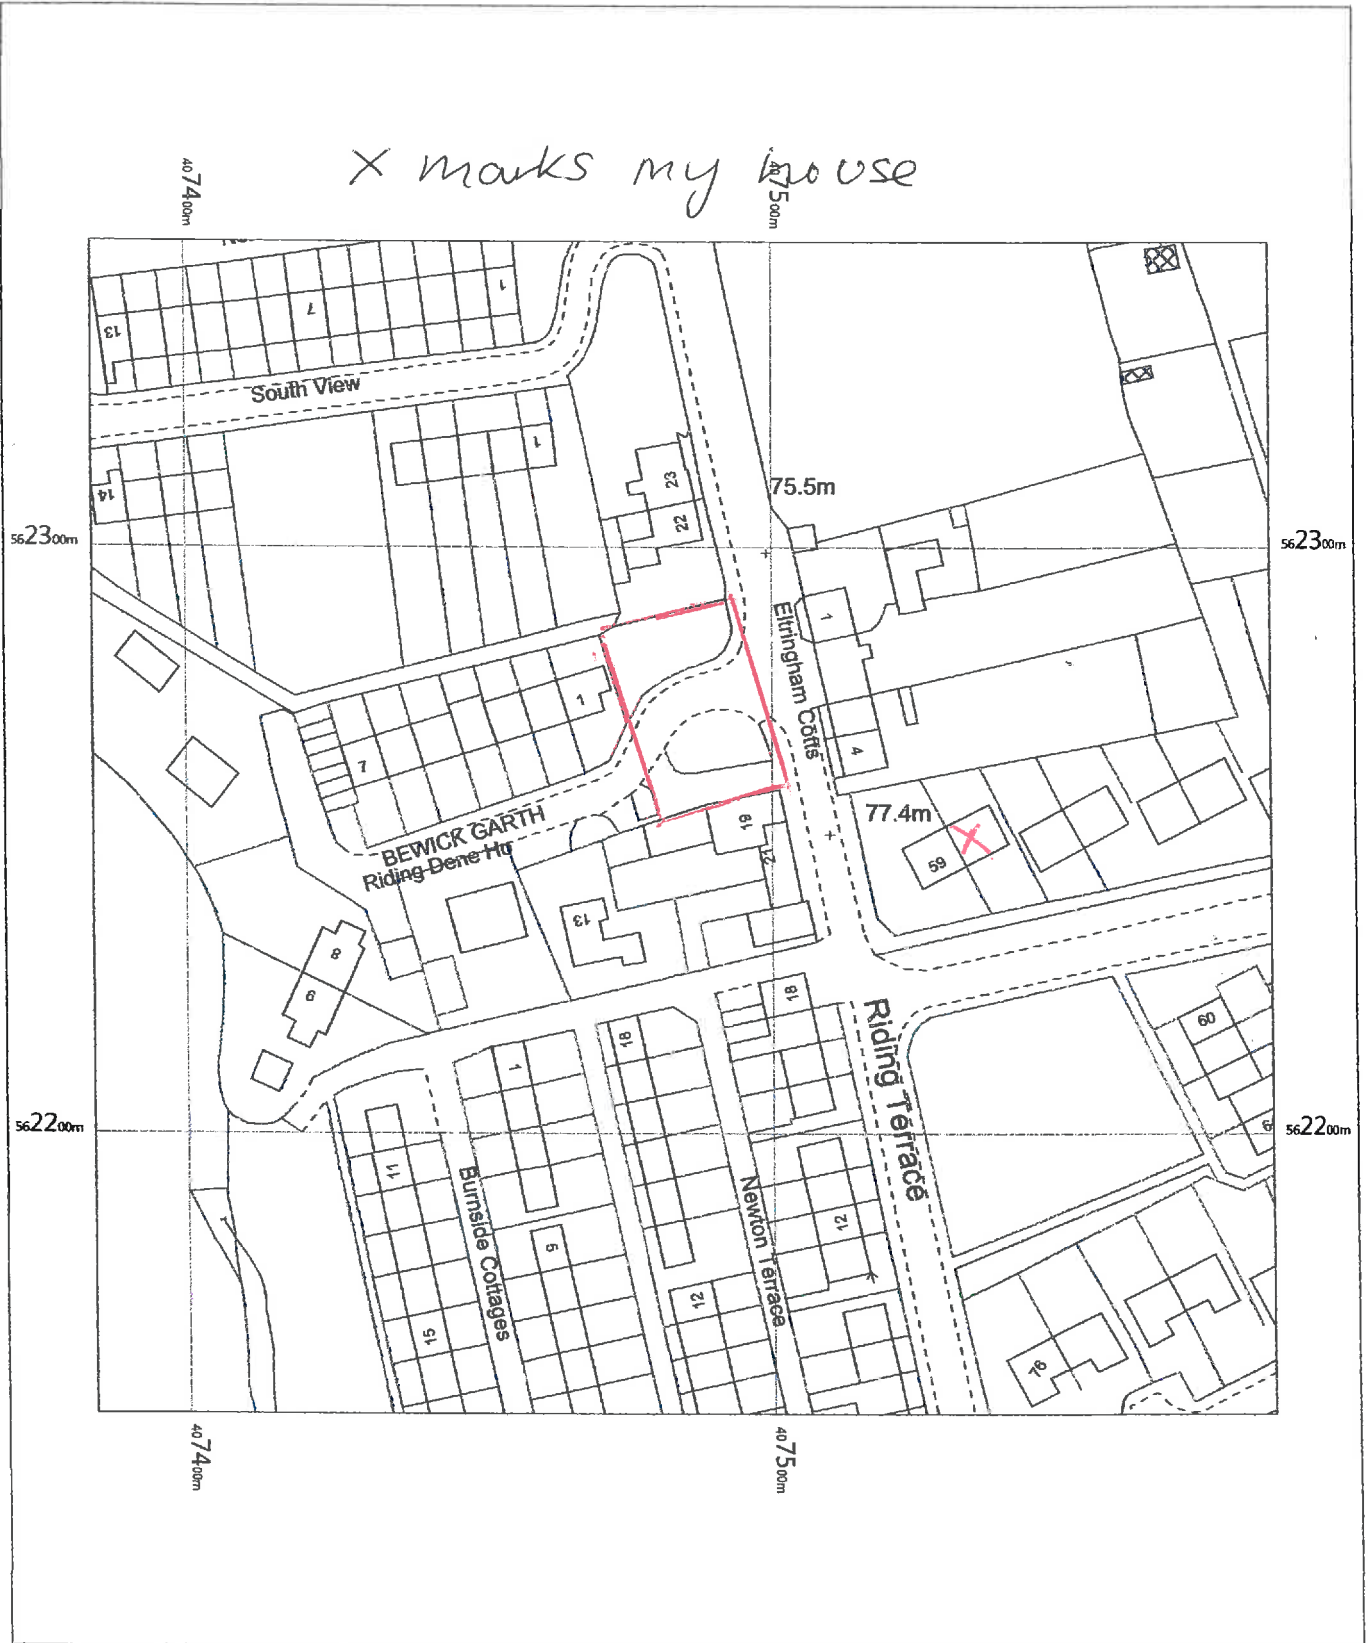 X marks my house
4074 00m
4075 00m
13
7
1
South View
1
14
23
22
75.5m
5623 00m
5623 00m
Eltringham Cotts
1
1
7
4
77.4m
BEWICK GARTH
Riding Dene Ho
19
21
59
13
8
6
18
18
60
Riding Terrace
1
5622 00m
5622 00m
11
Burnside Cottages
Newton Terrace
12
9
12
15
76
4074 00m
4075 00m